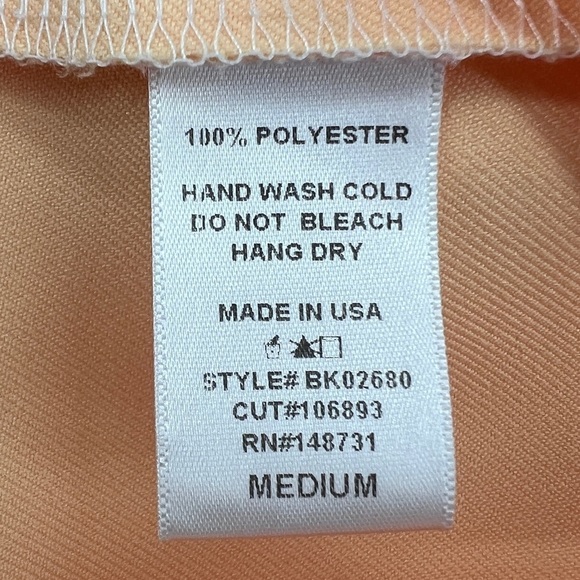 100% POLYESTER
HAND WASH COLD
DO NOT BLEACH
HANG DRY
MADE IN USA
STYLE# BK02680
CUT#106893
RN#148731
MEDIUM